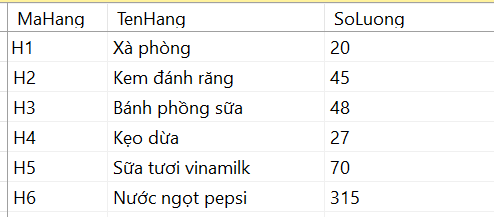 MaHang TenHang SoLuong
H1 Xà phòng 20
H2 Kem đánh răng 45
H3 Bánh phồng sữa 48
H4 Kẹo dừa 27
H5 Sữa tươi vinamilk 70
H6 Nước ngọt pepsi 315